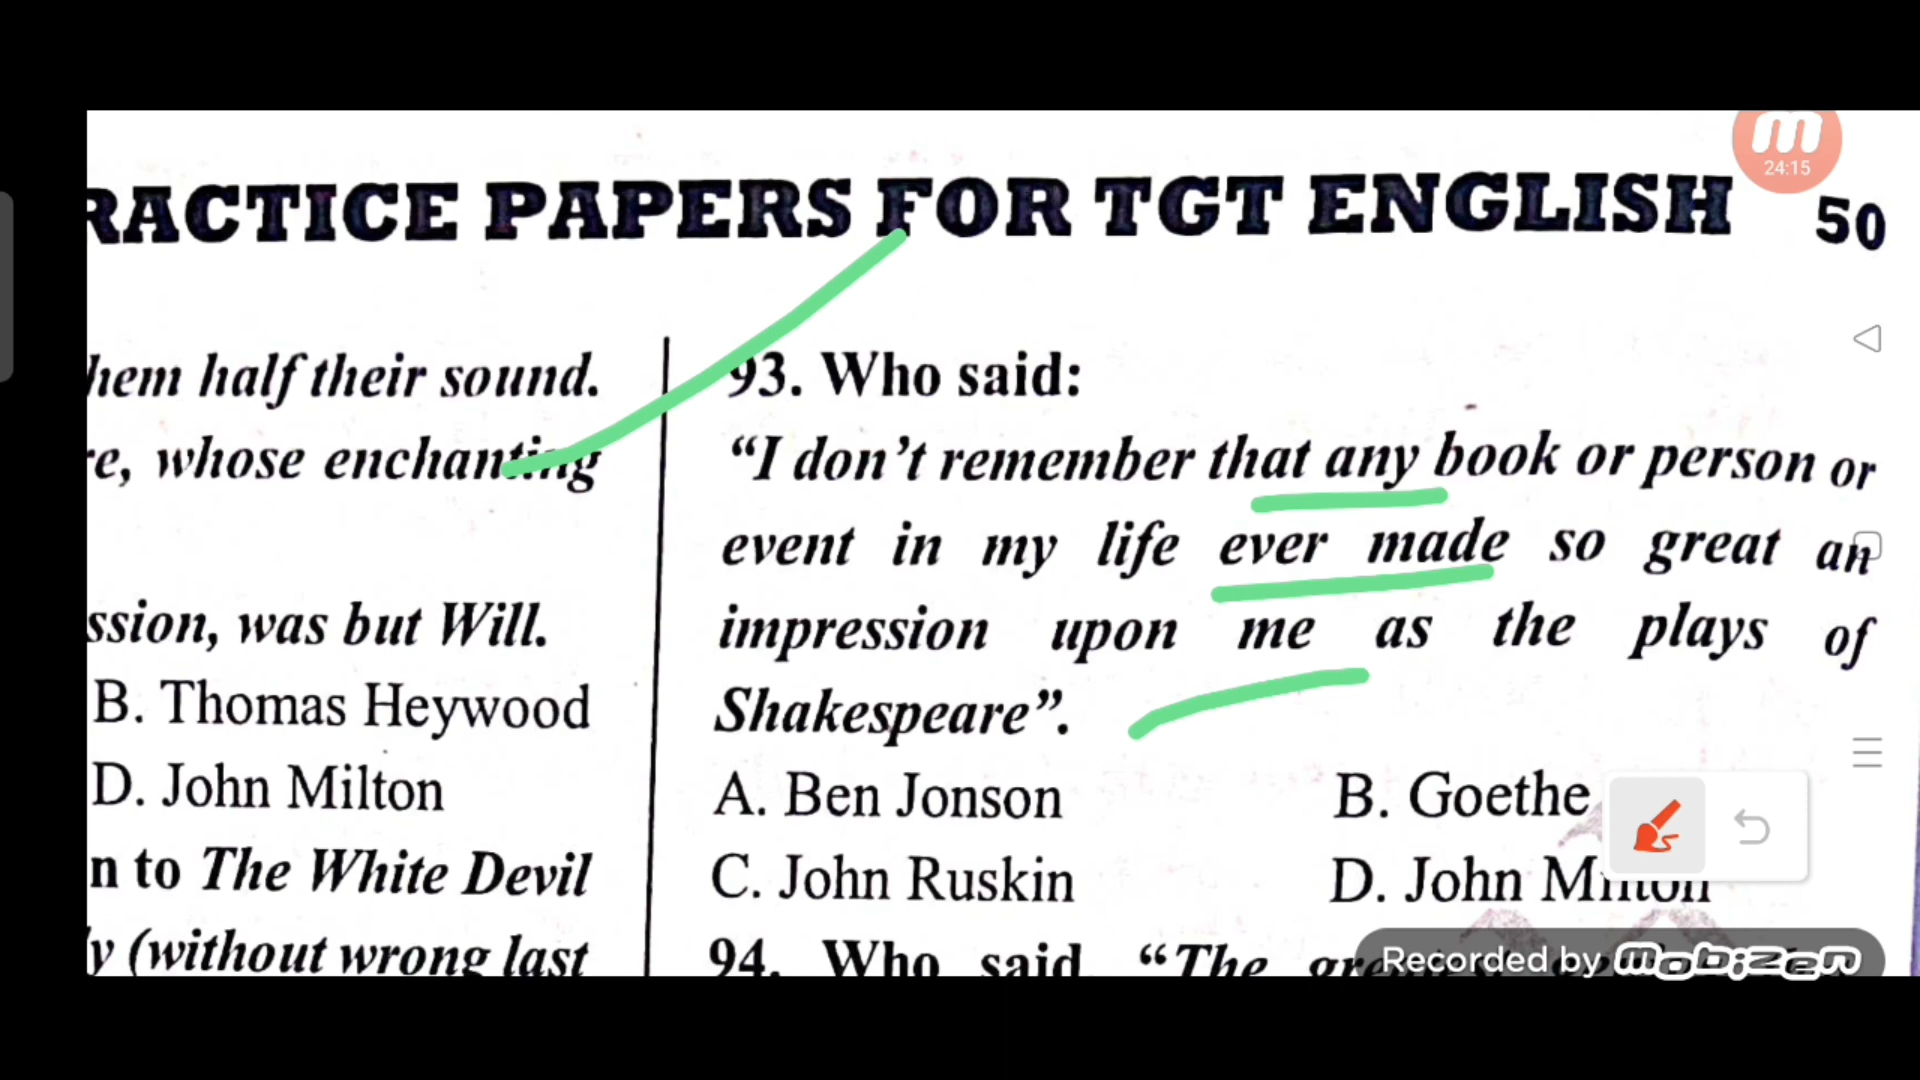 24:15
RACTICE PAPERS FOR TGT ENGLISH 50
hem half their sound.
re, whose enchanting
ssion, was but Will.
B. Thomas Heywood
D. John Milton
n to The White Devil
y (without wrong last
93. Who said:
“I don’t remember that any book or person or
event in my life ever made so great an
impression upon me as the plays of
Shakespeare”.
A. Ben Jonson B. Goethe
C. John Ruskin D. John Milton
94. Who said “The
Recorded by mobizen